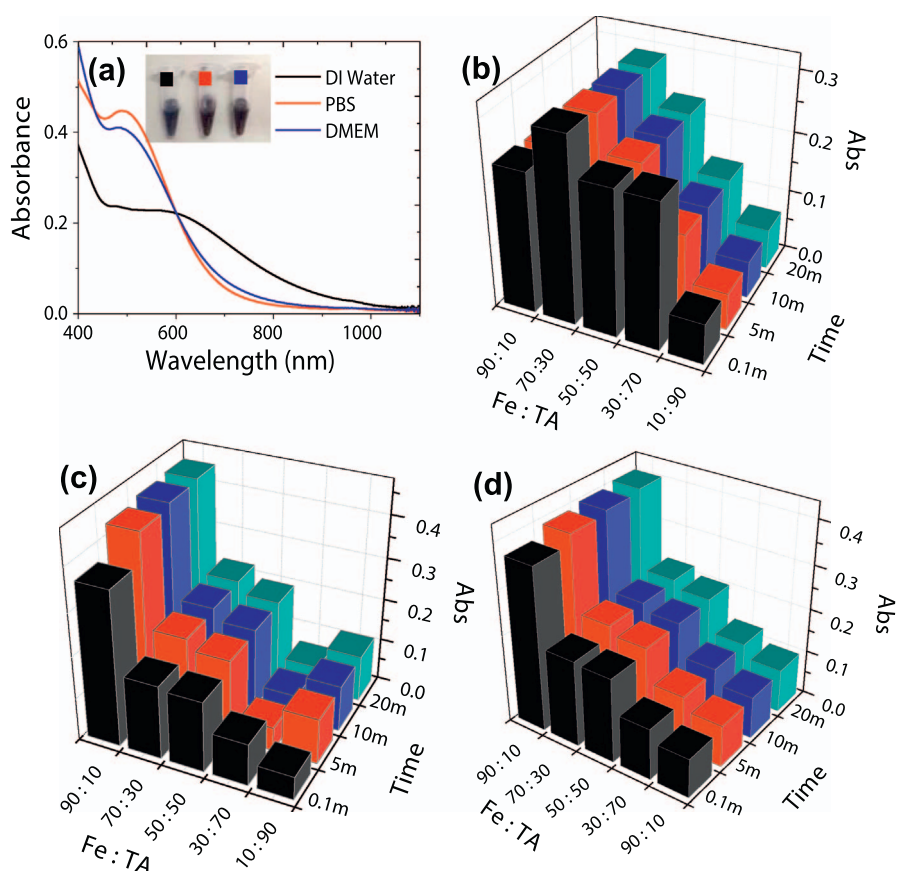 (a)
0.6
0.4
0.2
0.0
Absorbance
400
600
800
1000
Wavelength (nm)
DI Water
PBS
DMEM
(b)
0.3
0.2
0.1
0.0
Abs
20m
10m
5m
0.1m
Time
90:10
70:30
50:50
30:70
10:90
Fe:TA
(c)
0.4
0.3
0.2
0.1
0.0
Abs
20m
10m
5m
0.1m
Time
90:10
70:30
50:50
30:70
10:90
Fe:TA
(d)
0.4
0.3
0.2
0.1
0.0
Abs
20m
10m
5m
0.1m
Time
90:10
70:30
50:50
30:70
90:10
Fe:TA